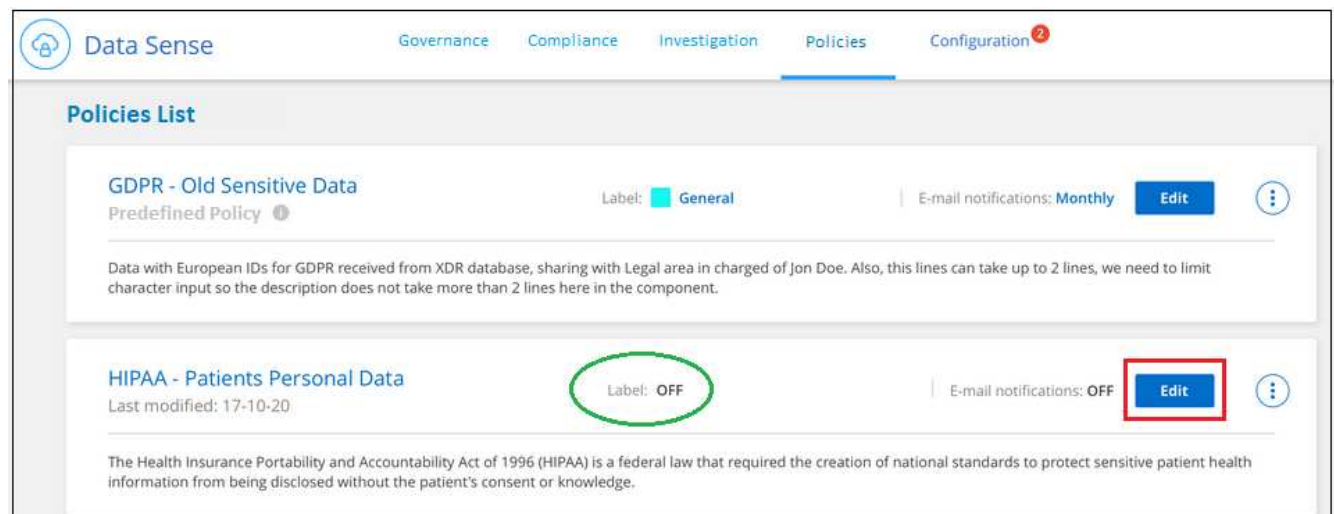 Data Sense
Governance Compliance Investigation Policies Configuration 2
Policies List
GDPR - Old Sensitive Data
Predefined Policy i
Label: General
E-mail notifications: Monthly
Edit
Data with European IDs for GDPR received from XDR database, sharing with Legal area in charged of Jon Doe. Also, this lines can take up to 2 lines, we need to limit
character input so the description does not take more than 2 lines here in the component.
HIPAA - Patients Personal Data
Last modified: 17-10-20
Label: OFF
E-mail notifications: OFF
Edit
The Health Insurance Portability and Accountability Act of 1996 (HIPAA) is a federal law that required the creation of national standards to protect sensitive patient health
information from being disclosed without the patient's consent or knowledge.